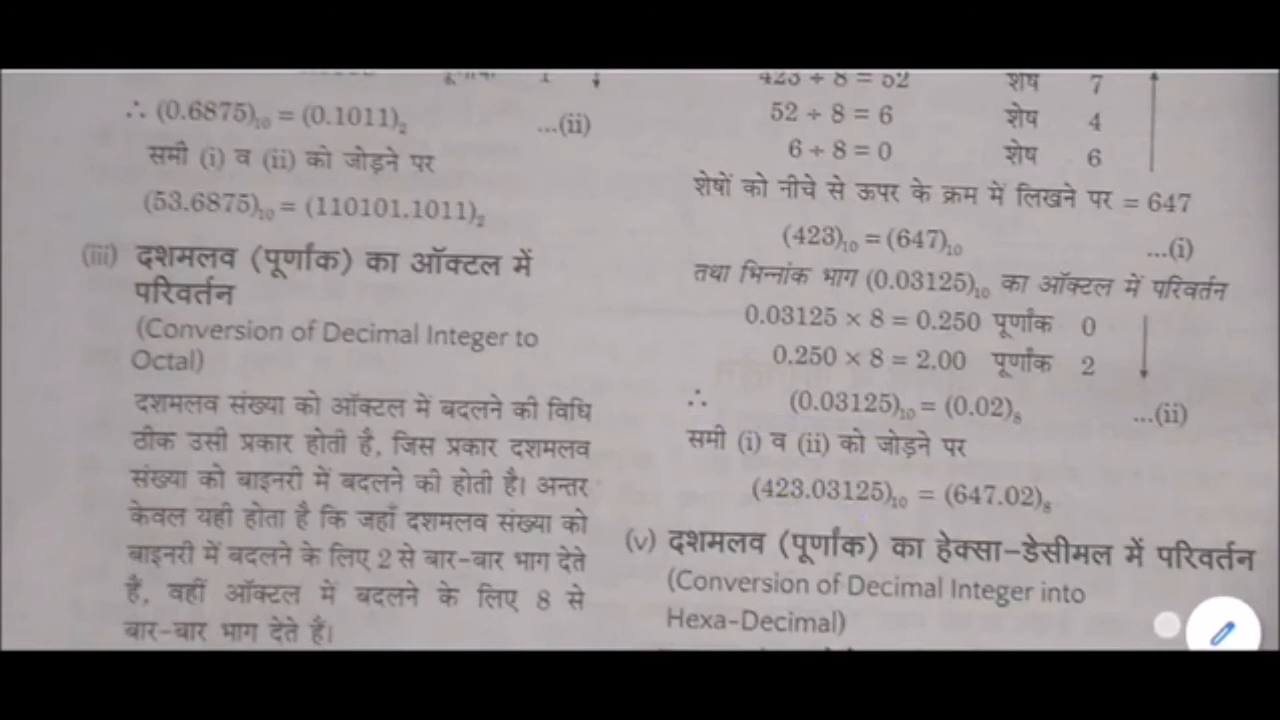 ∴ (0.6875)₁₀ = (0.1011)₂ ...(ii)
समी (i) व (ii) को जोड़ने पर
(53.6875)₁₀ = (110101.1011)₂
(iii) दशमलव (पूर्णांक) का ऑक्टल में
परिवर्तन
(Conversion of Decimal Integer to
Octal)
दशमलव संख्या को ऑक्टल में बदलने की विधि
ठीक उसी प्रकार होती है, जिस प्रकार दशमलव
संख्या को बाइनरी में बदलने की होती है। अन्तर
केवल यही होता है कि जहाँ दशमलव संख्या को
बाइनरी में बदलने के लिए 2 से बार-बार भाग देते
हैं, वहीं ऑक्टल में बदलने के लिए 8 से
बार-बार भाग देते हैं।
423 ÷ 8 = 52 शेष 7
52 ÷ 8 = 6 शेष 4
6 ÷ 8 = 0 शेष 6
शेषों को नीचे से ऊपर के क्रम में लिखने पर = 647
(423)₁₀ = (647)₁₀ ...(i)
तथा भिन्नांक भाग (0.03125)₁₀ का ऑक्टल में परिवर्तन
0.03125 × 8 = 0.250 पूर्णांक 0
0.250 × 8 = 2.00 पूर्णांक 2
∴ (0.03125)₁₀ = (0.02)₈ ...(ii)
समी (i) व (ii) को जोड़ने पर
(423.03125)₁₀ = (647.02)₈
(v) दशमलव (पूर्णांक) का हेक्सा-डेसीमल में परिवर्तन
(Conversion of Decimal Integer into
Hexa-Decimal)